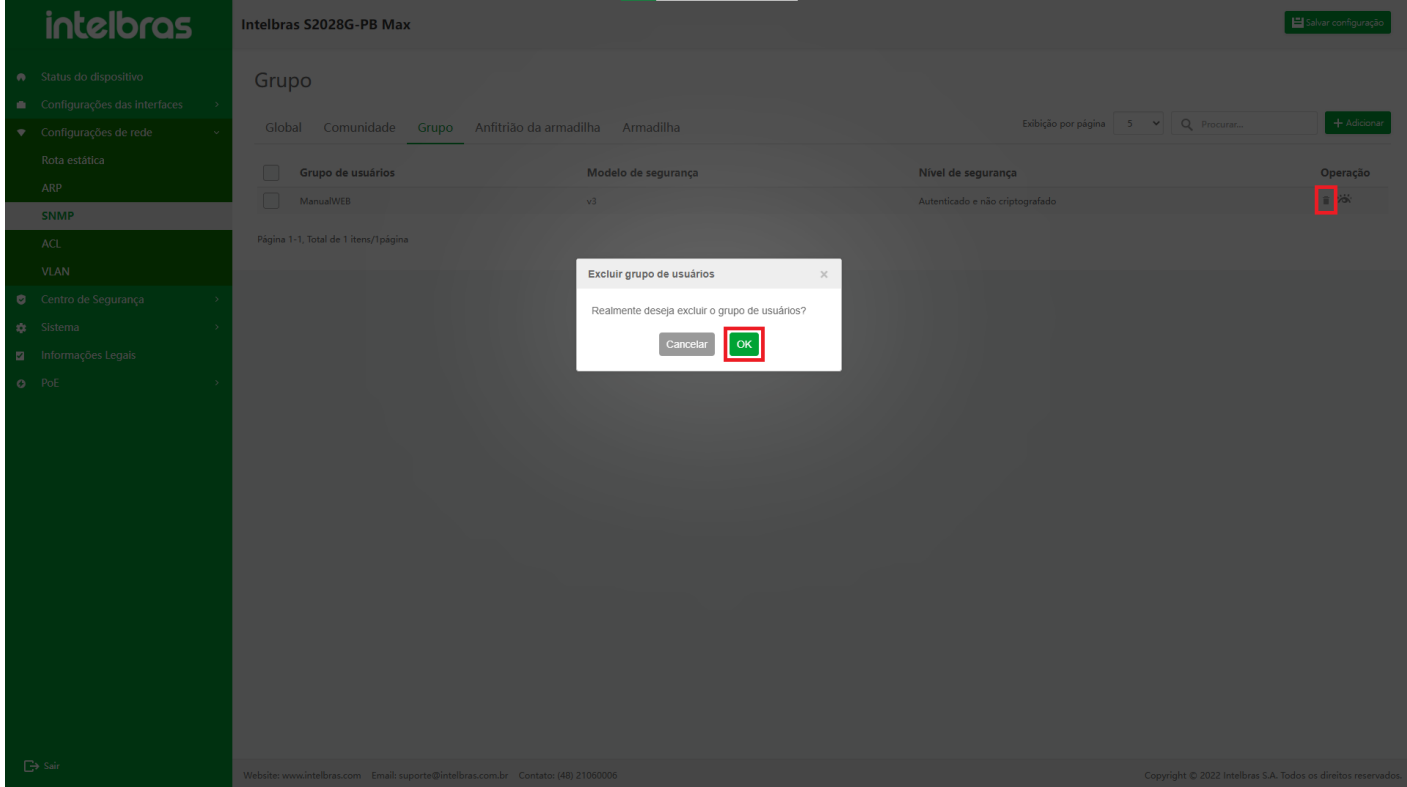 intelbras
Intelbras S2028G-PB Max
Salvar configuração
Status do dispositivo
Configurações das interfaces
Configurações de rede
Rota estática
ARP
SNMP
ACL
VLAN
Centro de Segurança
Sistema
Informações Legais
PoE
Sair
Grupo
Global Comunidade Grupo Anfitrião da armadilha Armadilha
Exibição por página 5 Procurar... + Adicionar
Grupo de usuários Modelo de segurança Nível de segurança Operação
ManualWEB v3 Autenticado e não criptografado
Página 1-1, Total de 1 itens/1página
Excluir grupo de usuários ×
Realmente deseja excluir o grupo de usuários?
Cancelar OK
Website: www.intelbras.com Email: suporte@intelbras.com.br Contato: (48) 21060006
Copyright © 2022 Intelbras S.A. Todos os direitos reservados.